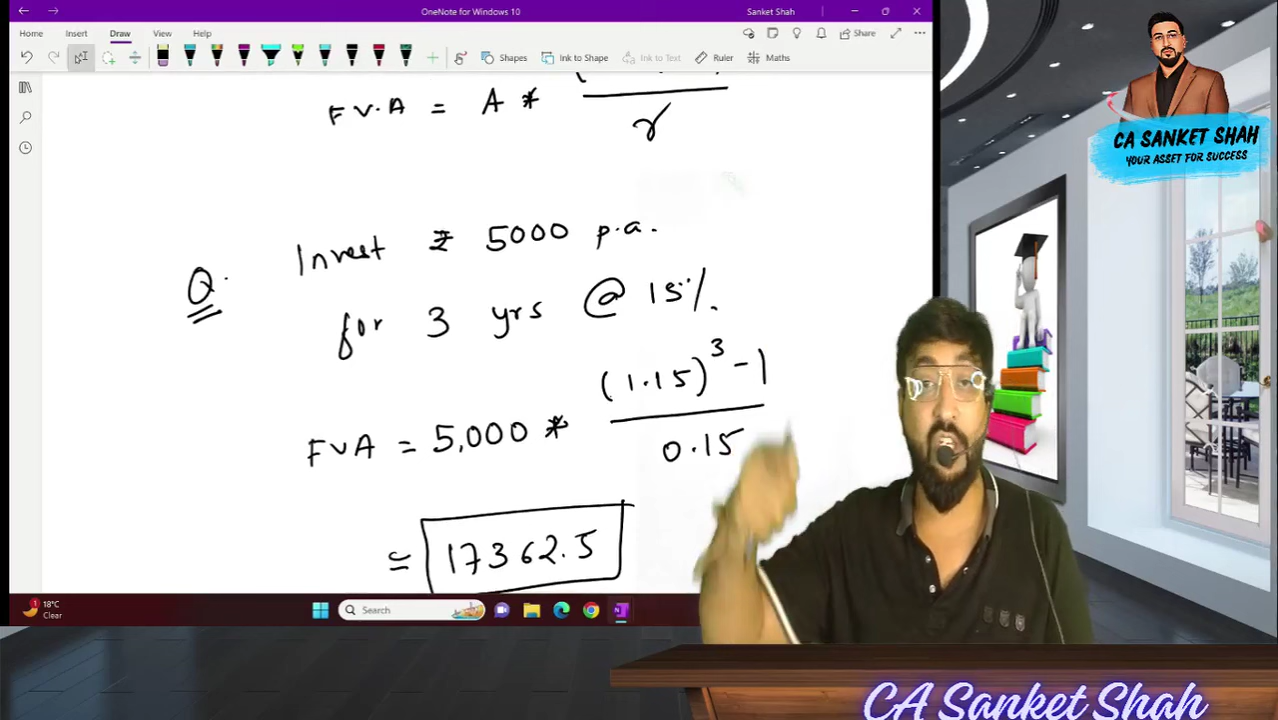 OneNote for Windows 10
Sanket Shah
Home Insert Draw View Help
Share
Shapes Ink to Shape Ink to Text Ruler Maths
CA SANKET SHAH
YOUR ASSET FOR SUCCESS
FV.A = A *
r
Q. Invest ₹ 5000 p.a.
for 3 yrs @ 15%.
(1.15)³ - 1
FVA = 5,000 *
0.15
≃ 17362.5
1
18°C
Clear
Search
CA Sanket Shah